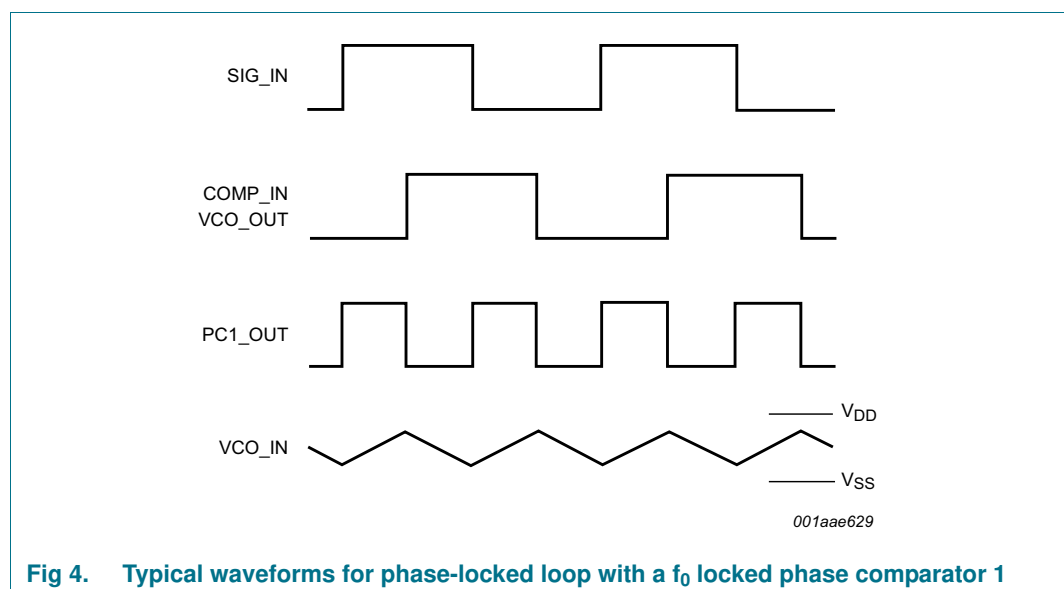 SIG_IN
COMP_IN
VCO_OUT
PC1_OUT
VCO_IN
VDD
VSS
001aae629
Fig 4. Typical waveforms for phase-locked loop with a f0 locked phase comparator 1